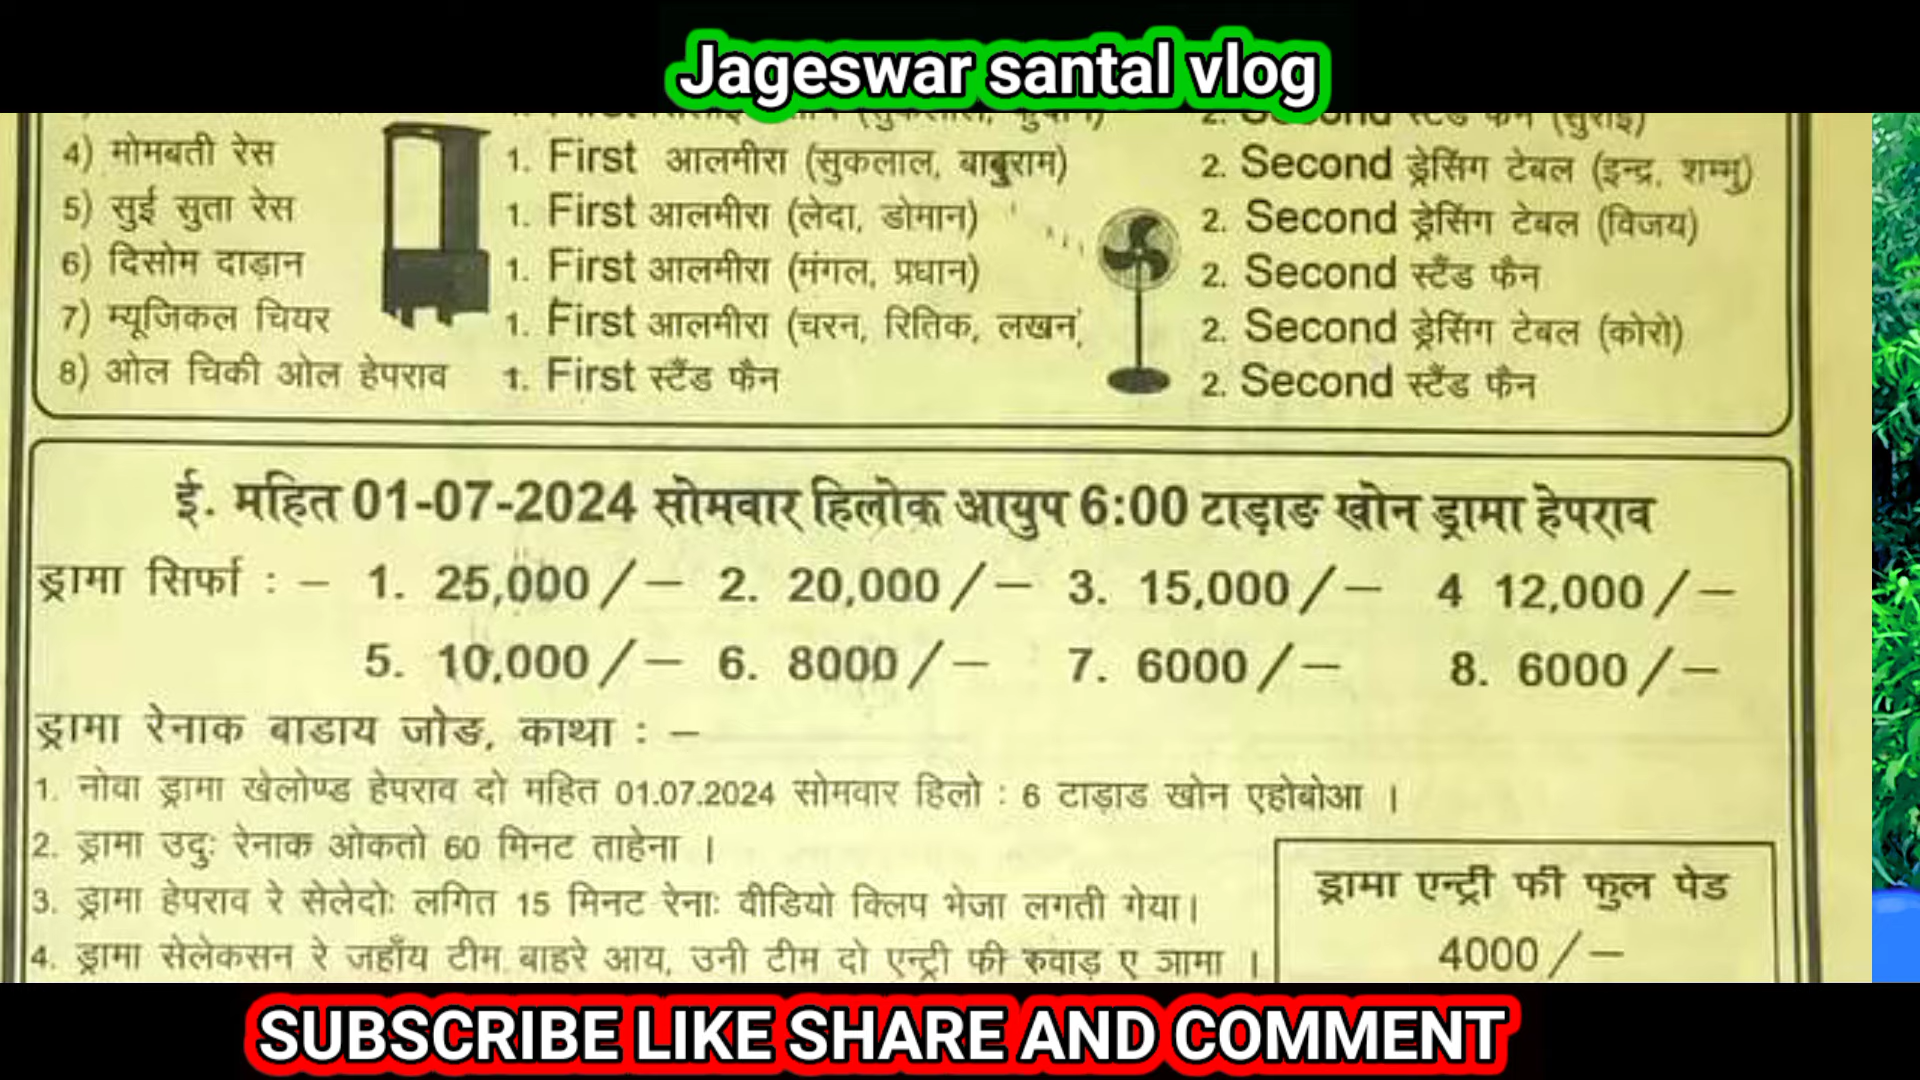 Jageswar santal vlog
4) मोमबती रेस 1. First आलमीरा (सुकलाल, बाबुराम) 2. Second ड्रेसिंग टेबल (इन्द्र, शम्भु)
5) सुई सुता रेस 1. First आलमीरा (लेदा, डोमान) 2. Second ड्रेसिंग टेबल (विजय)
6) दिसोम दाड़ान 1. First आलमीरा (मंगल, प्रधान) 2. Second स्टैंड फैन
7) म्यूजिकल चियर 1. First आलमीरा (चरन, रितिक, लखन, 2. Second ड्रेसिंग टेबल (कोरो)
8) ओल चिकी ओल हेपराव 1. First स्टैंड फैन 2. Second स्टैंड फैन
ई. महित 01-07-2024 सोमवार हिलोक आयुप 6:00 टाड़ाङ खोन ड्रामा हेपराव
ड्रामा सिर्फा : – 1. 25,000/– 2. 20,000/– 3. 15,000/– 4 12,000/–
5. 10,000/– 6. 8000/– 7. 6000/– 8. 6000/–
ड्रामा रेनाक बाडाय जोङ, काथा : –
1. नोवा ड्रामा खेलोण्ड हेपराव दो महित 01.07.2024 सोमवार हिलो : 6 टाड़ाड खोन एहोबोआ ।
2. ड्रामा उदुः रेनाक ओकतो 60 मिनट ताहेना ।
3. ड्रामा हेपराव रे सेलेदोः लगित 15 मिनट रेनाः वीडियो क्लिप भेजा लगती गेया।
4. ड्रामा सेलेकसन रे जहाँय टीम बाहरे आय, उनी टीम दो एन्ट्री फी रुवाड़ ए ञामा ।
ड्रामा एन्ट्री फी फुल पेड
4000/–
SUBSCRIBE LIKE SHARE AND COMMENT